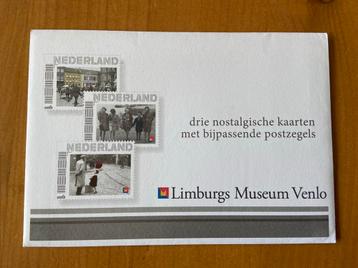 NEDERLAND
NEDERLAND
NEDERLAND
drie nostalgische kaarten
met bijpassende postzegels
Limburgs Museum Venlo